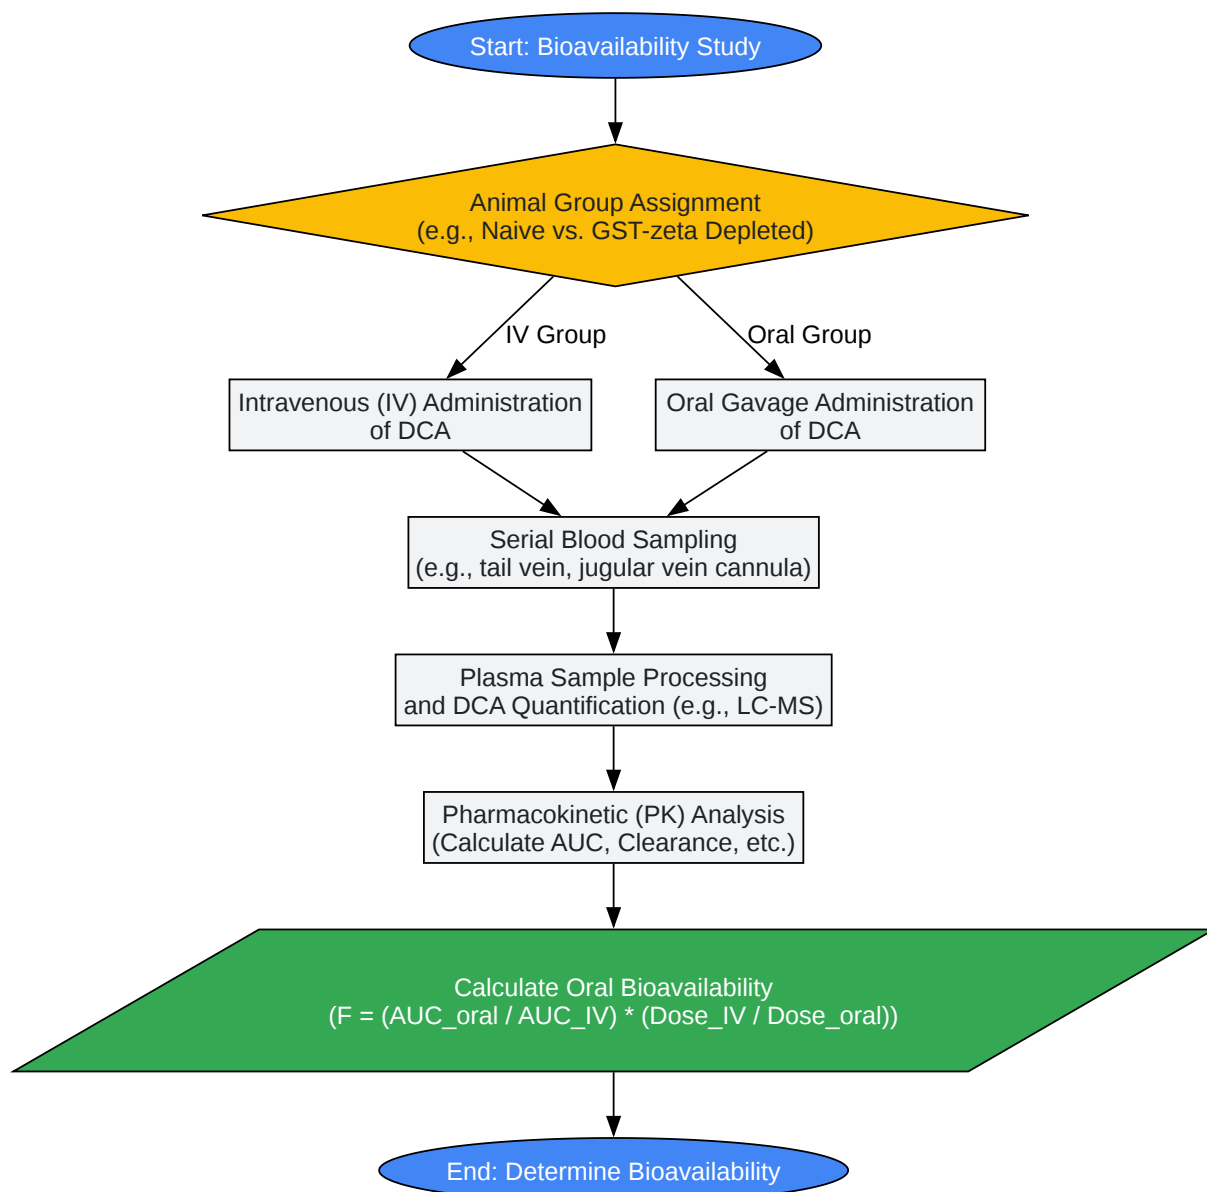 Start: Bioavailability Study
Animal Group Assignment
(e.g., Naive vs. GST-zeta Depleted)
IV Group
Oral Group
Intravenous (IV) Administration
of DCA
Oral Gavage Administration
of DCA
Serial Blood Sampling
(e.g., tail vein, jugular vein cannula)
Plasma Sample Processing
and DCA Quantification (e.g., LC-MS)
Pharmacokinetic (PK) Analysis
(Calculate AUC, Clearance, etc.)
Calculate Oral Bioavailability
(F = (AUC_oral / AUC_IV) * (Dose_IV / Dose_oral))
End: Determine Bioavailability